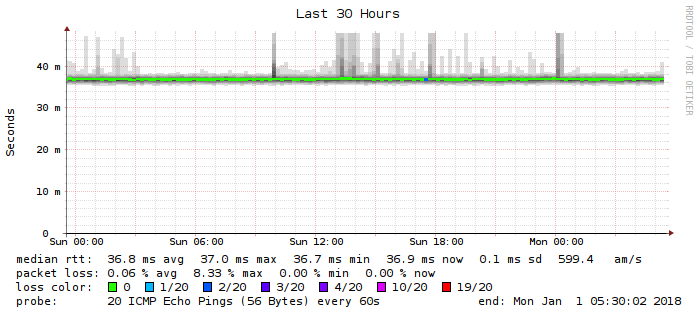 Last 30 Hours
RRDTOOL / TOBI OETIKER
Seconds
40 m
30 m
20 m
10 m
0
Sun 00:00 Sun 06:00 Sun 12:00 Sun 18:00 Mon 00:00
median rtt: 36.8 ms avg 37.0 ms max 36.7 ms min 36.9 ms now 0.1 ms sd 599.4 am/s
packet loss: 0.06 % avg 8.33 % max 0.00 % min 0.00 % now
loss color: 0 1/20 2/20 3/20 4/20 10/20 19/20
probe: 20 ICMP Echo Pings (56 Bytes) every 60s end: Mon Jan 1 05:30:02 2018